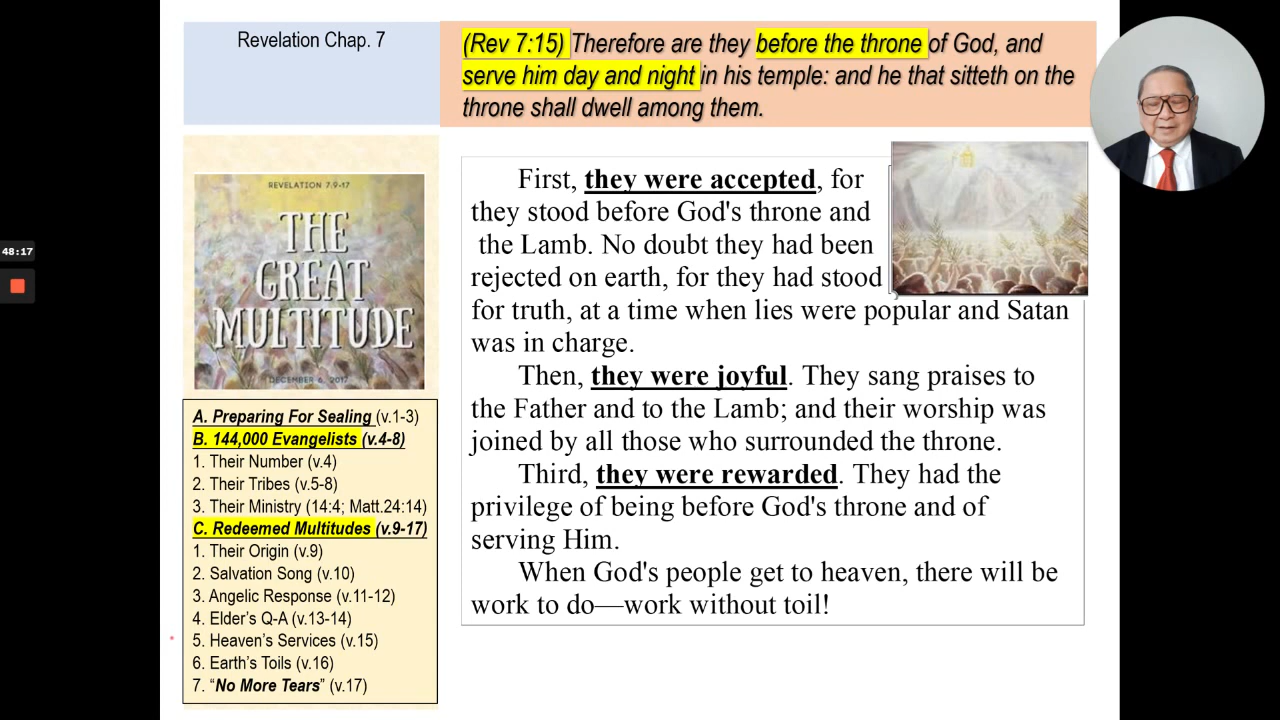 Revelation Chap. 7
(Rev 7:15) Therefore are they before the throne of God, and
serve him day and night in his temple: and he that sitteth on the
throne shall dwell among them.
48:17
REVELATION 7:9-17
THE
GREAT
MULTITUDE
DECEMBER 6, 2017
A. Preparing For Sealing (v.1-3)
B. 144,000 Evangelists (v.4-8)
1. Their Number (v.4)
2. Their Tribes (v.5-8)
3. Their Ministry (14:4; Matt.24:14)
C. Redeemed Multitudes (v.9-17)
1. Their Origin (v.9)
2. Salvation Song (v.10)
3. Angelic Response (v.11-12)
4. Elder's Q-A (v.13-14)
5. Heaven's Services (v.15)
6. Earth's Toils (v.16)
7. “No More Tears” (v.17)
First, they were accepted, for
they stood before God's throne and
the Lamb. No doubt they had been
rejected on earth, for they had stood
for truth, at a time when lies were popular and Satan
was in charge.
Then, they were joyful. They sang praises to
the Father and to the Lamb; and their worship was
joined by all those who surrounded the throne.
Third, they were rewarded. They had the
privilege of being before God's throne and of
serving Him.
When God's people get to heaven, there will be
work to do—work without toil!